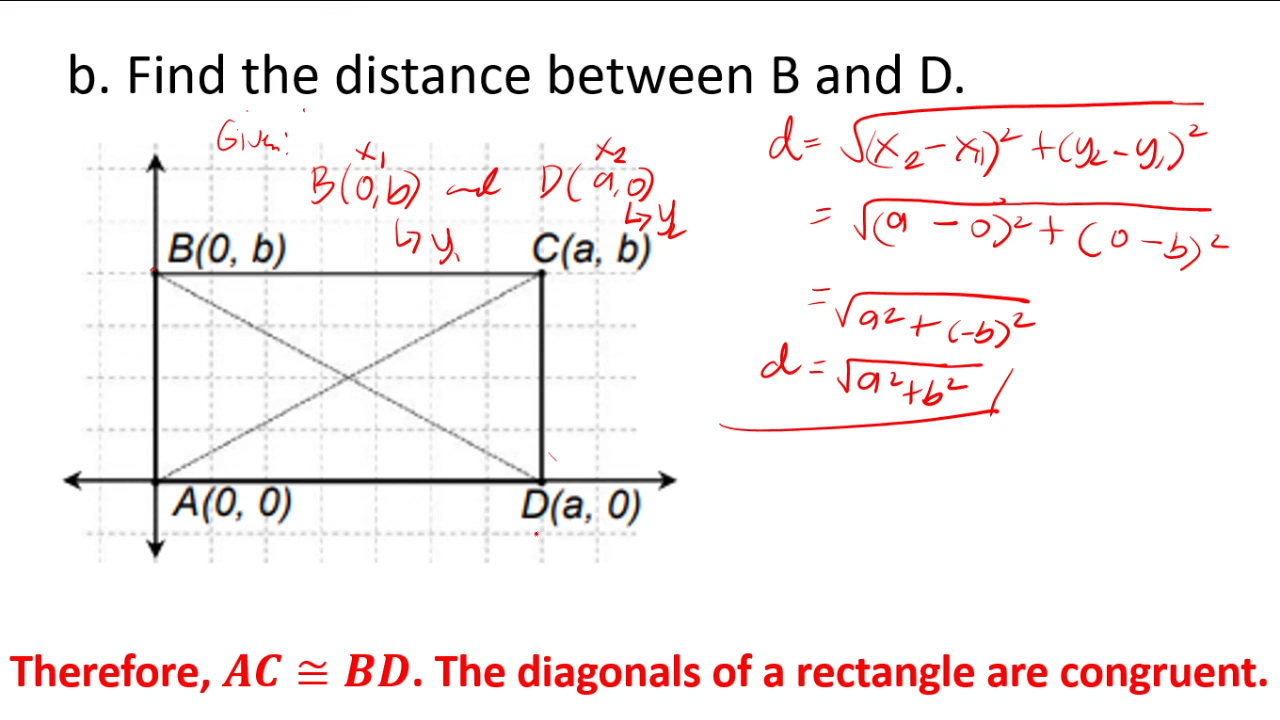 b. Find the distance between B and D.
Given:
x₁ x₂
B(0,b) and D(a,0)
↳ y₁ ↳ y₂
B(0, b) C(a, b)
A(0, 0) D(a, 0)
d = √(x₂ - x₁)² + (y₂ - y₁)²
= √(a - 0)² + (0 - b)²
= √a² + (-b)²
d = √a² + b²
Therefore, AC ≅ BD. The diagonals of a rectangle are congruent.